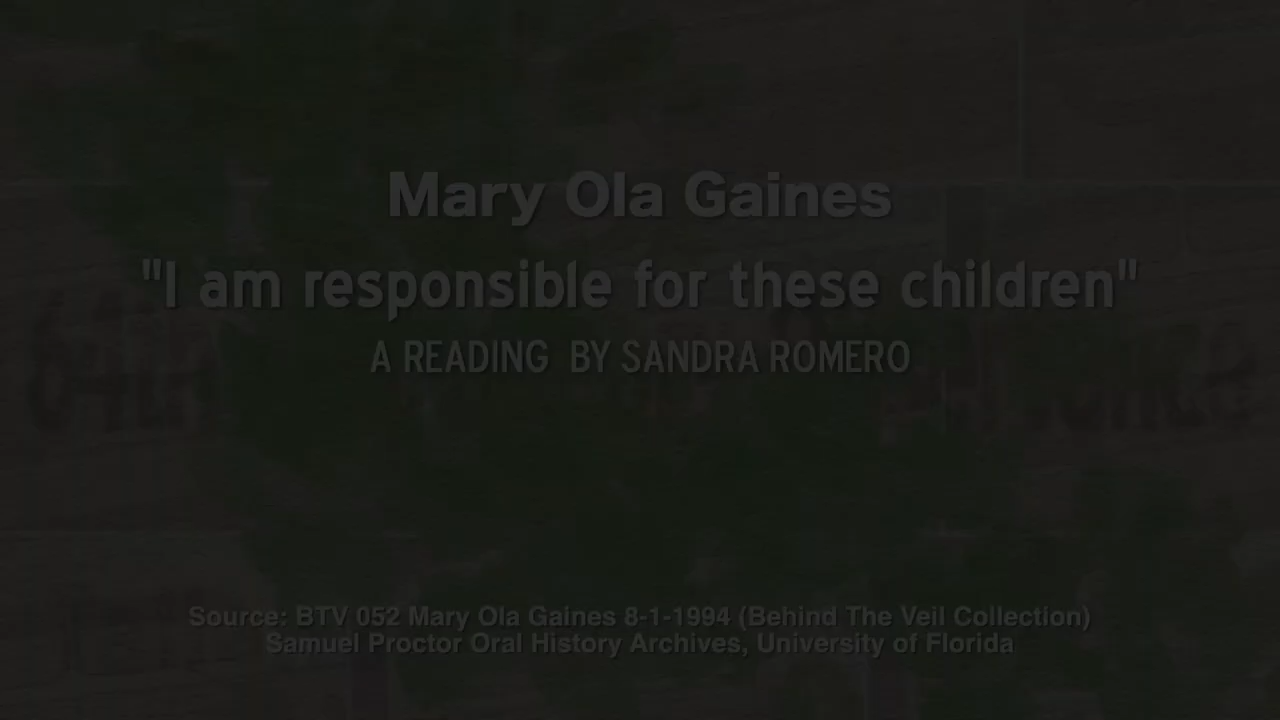 Mary Ola Gaines
"I am responsible for these children"
A READING BY SANDRA ROMERO
Source: BTV 052 Mary Ola Gaines 8-1-1994 (Behind The Veil Collection)
Samuel Proctor Oral History Archives, University of Florida